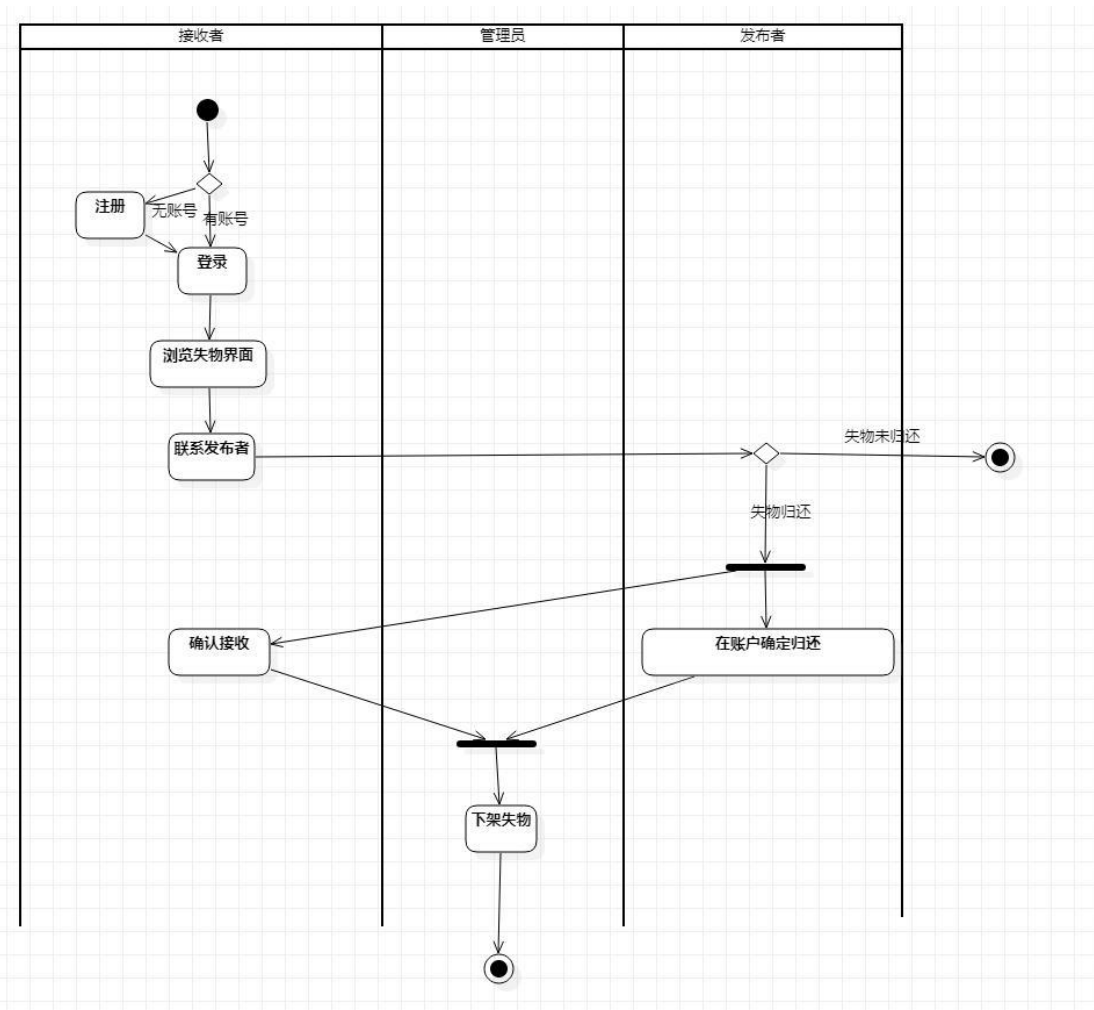 接收者
管理员
发布者
注册
无账号
有账号
登录
浏览失物界面
联系发布者
失物未归还
失物归还
确认接收
在账户确定归还
下架失物